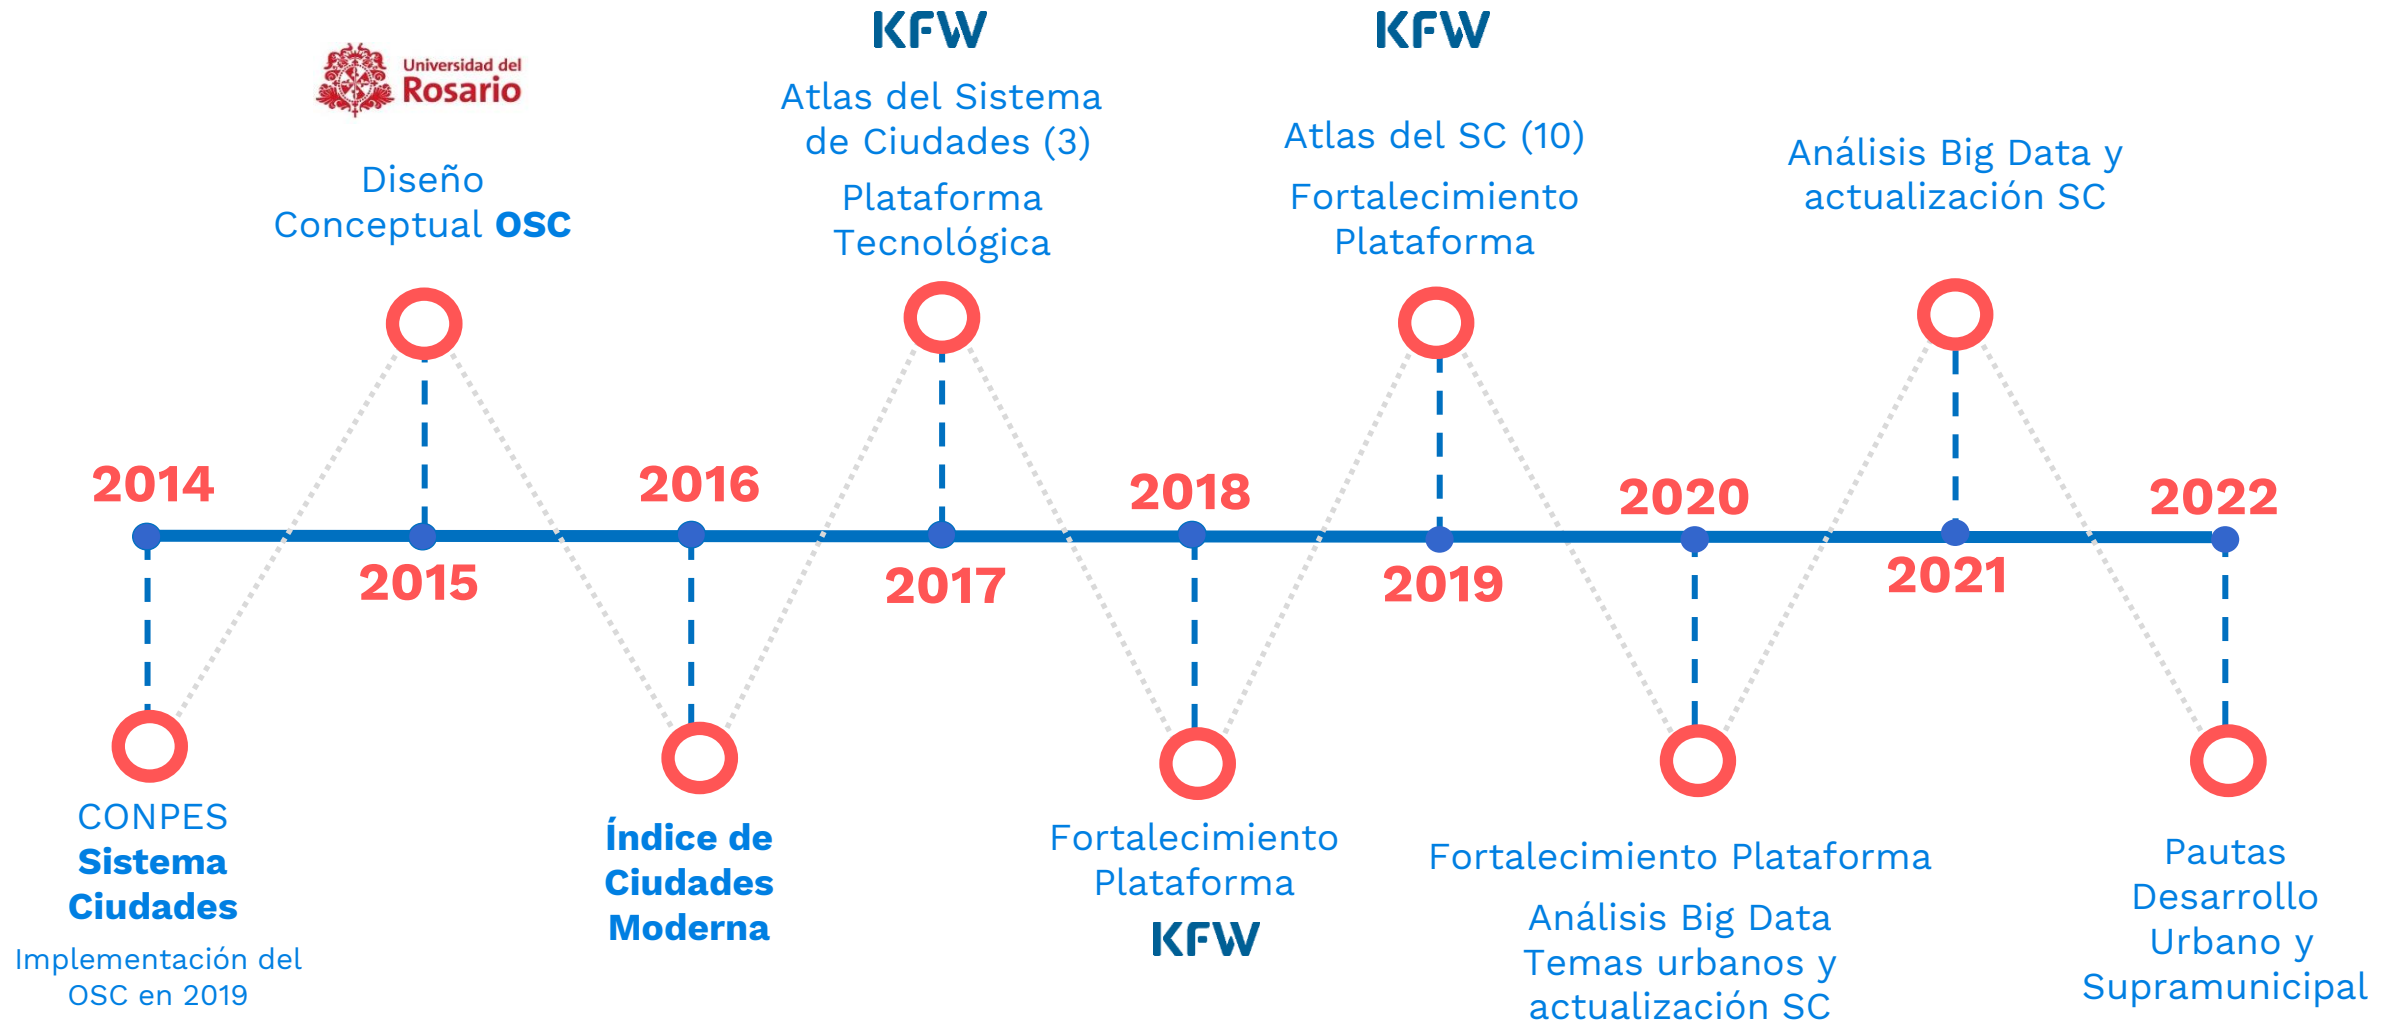 KFW
KFW
Universidad del
Rosario
Diseño
Conceptual OSC
Atlas del Sistema
de Ciudades (3)
Plataforma
Tecnológica
Atlas del SC (10)
Fortalecimiento
Plataforma
Análisis Big Data y
actualización SC
2014
2015
2016
2017
2018
2019
2020
2021
2022
CONPES
Sistema
Ciudades
Implementación del
OSC en 2019
Índice de
Ciudades
Moderna
Fortalecimiento
Plataforma
KFW
Fortalecimiento Plataforma
Análisis Big Data
Temas urbanos y
actualización SC
Pautas
Desarrollo
Urbano y
Supramunicipal